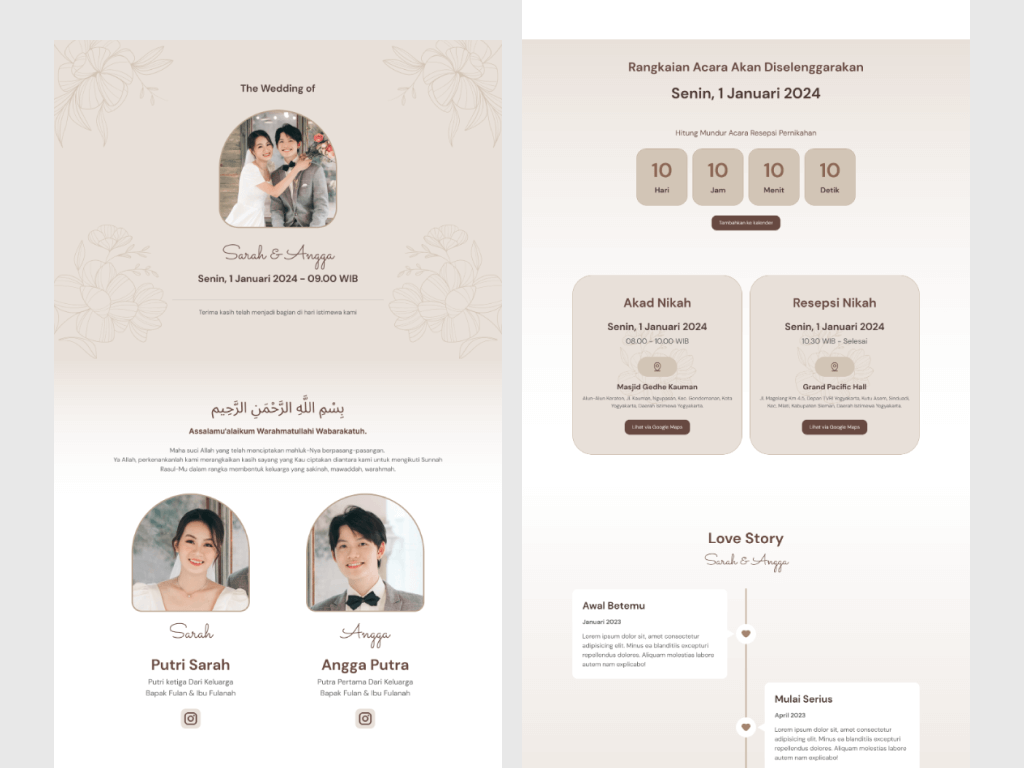 The Wedding of
Sarah & Angga
Senin, 1 Januari 2024 - 09.00 WIB
Terima kasih telah menjadi bagian di hari istimewa kami
بِسْمِ اللَّهِ الرَّحْمَنِ الرَّحِيم
Assalamu'alaikum Warahmatullahi Wabarakatuh.
Maha suci Allah yang telah menciptakan mahluk-Nya berpasang-pasangan.
Ya Allah, perkenankanlah kami merangkaikan kasih sayang yang Kau ciptakan diantara kami untuk mengikuti Sunnah
Rasul-Mu dalam rangka membentuk keluarga yang sakinah, mawaddah, warahmah.
Sarah
Putri Sarah
Putri ketiga Dari Keluarga
Bapak Fulan & Ibu Fulanah
Angga
Angga Putra
Putra Pertama Dari Keluarga
Bapak Fulan & Ibu Fulanah
Rangkaian Acara Akan Diselenggarakan
Senin, 1 Januari 2024
Hitung Mundur Acara Resepsi Pernikahan
10 10 10 10
Hari Jam Menit Detik
Tambahkan ke kalender
Akad Nikah
Senin, 1 Januari 2024
08.00 - 10.00 WIB
Masjid Gedhe Kauman
Alun-Alun Keraton, Jl. Kauman, Ngupasan, Kec. Gondomanan, Kota
Yogyakarta, Daerah Istimewa Yogyakarta.
Lihat via Google Maps
Resepsi Nikah
Senin, 1 Januari 2024
10.30 WIB - Selesai
Grand Pacific Hall
Jl. Magelang Km 4.5, Depan TVRI Yogyakarta, Kutu Asem, Sinduadi,
Kec. Mlati, Kabupaten Sleman, Daerah Istimewa Yogyakarta.
Lihat via Google Maps
Love Story
Sarah & Angga
Awal Betemu
Januari 2023
Lorem ipsum dolor sit, amet consectetur
adipisicing elit. Minus ea blanditiis excepturi
repellendus dolores. Aliquam molestias labore
autem nam explicabo!
Mulai Serius
April 2023
Lorem ipsum dolor sit, amet consectetur
adipisicing elit. Minus ea blanditiis excepturi
repellendus dolores. Aliquam molestias labore
autem nam explicabo!